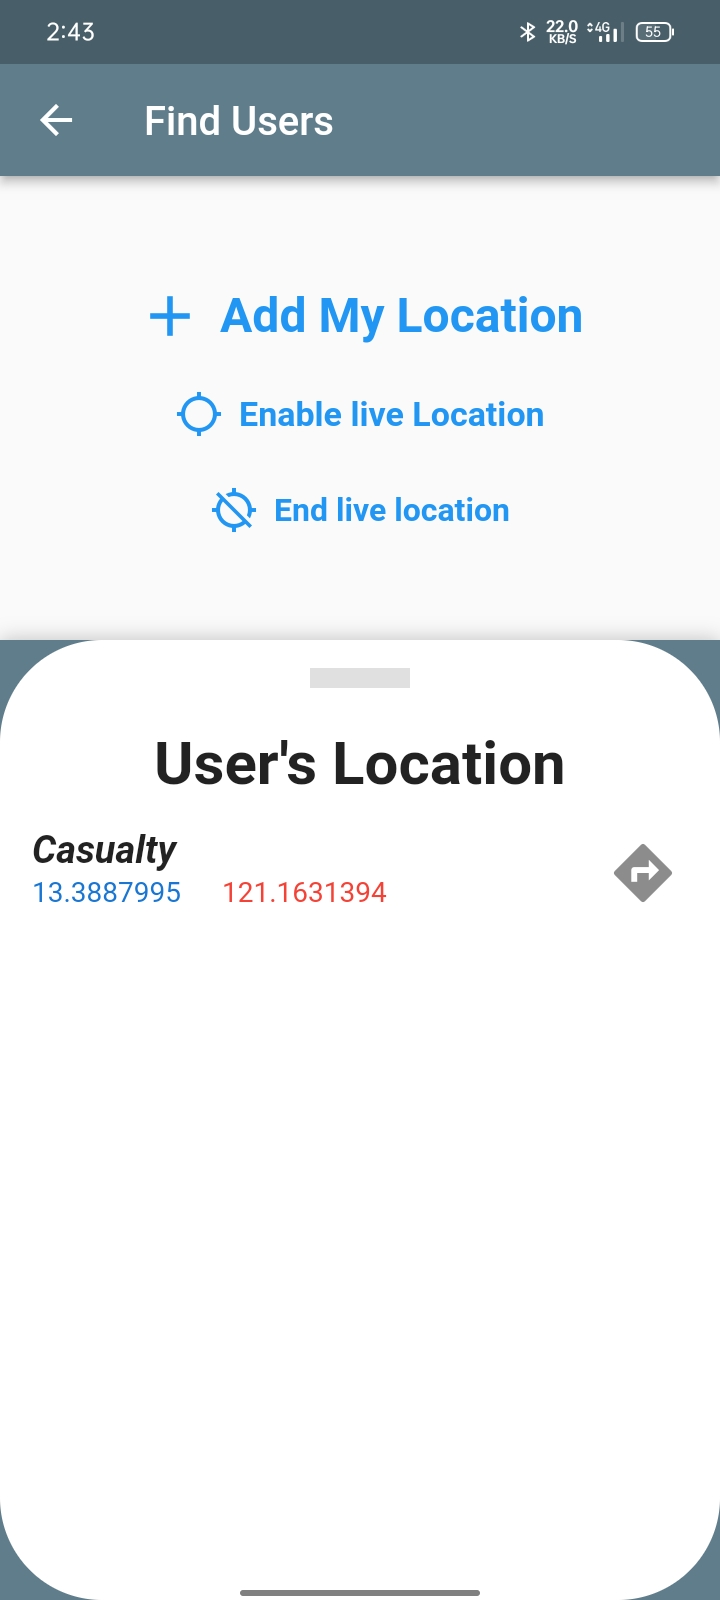 2:43 22.0 KB/S 4G 55
Find Users
Add My Location
Enable live Location
End live location
User's Location
Casualty
13.3887995 121.1631394